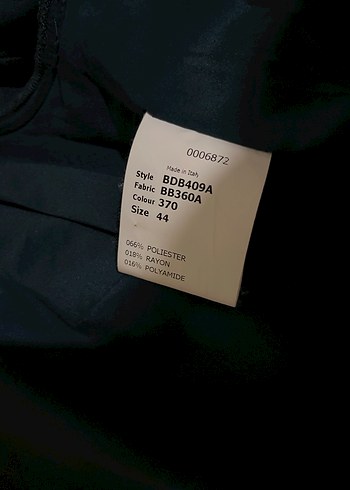 0006872
Made in Italy
Style BDB409A
Fabric BB360A
Colour 370
Size 44
066% POLIESTER
018% RAYON
016% POLYAMIDE